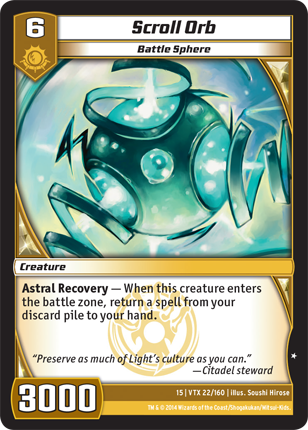 6
Scroll Orb
Battle Sphere
Creature
Astral Recovery — When this creature enters
the battle zone, return a spell from your
discard pile to your hand.
"Preserve as much of Light's culture as you can."
—Citadel steward
3000
15 | VTX 22/160 | Illus. Soushi Hirose
TM & © 2014 Wizards of the Coast/Shogakukan/Mitsui-Kids.